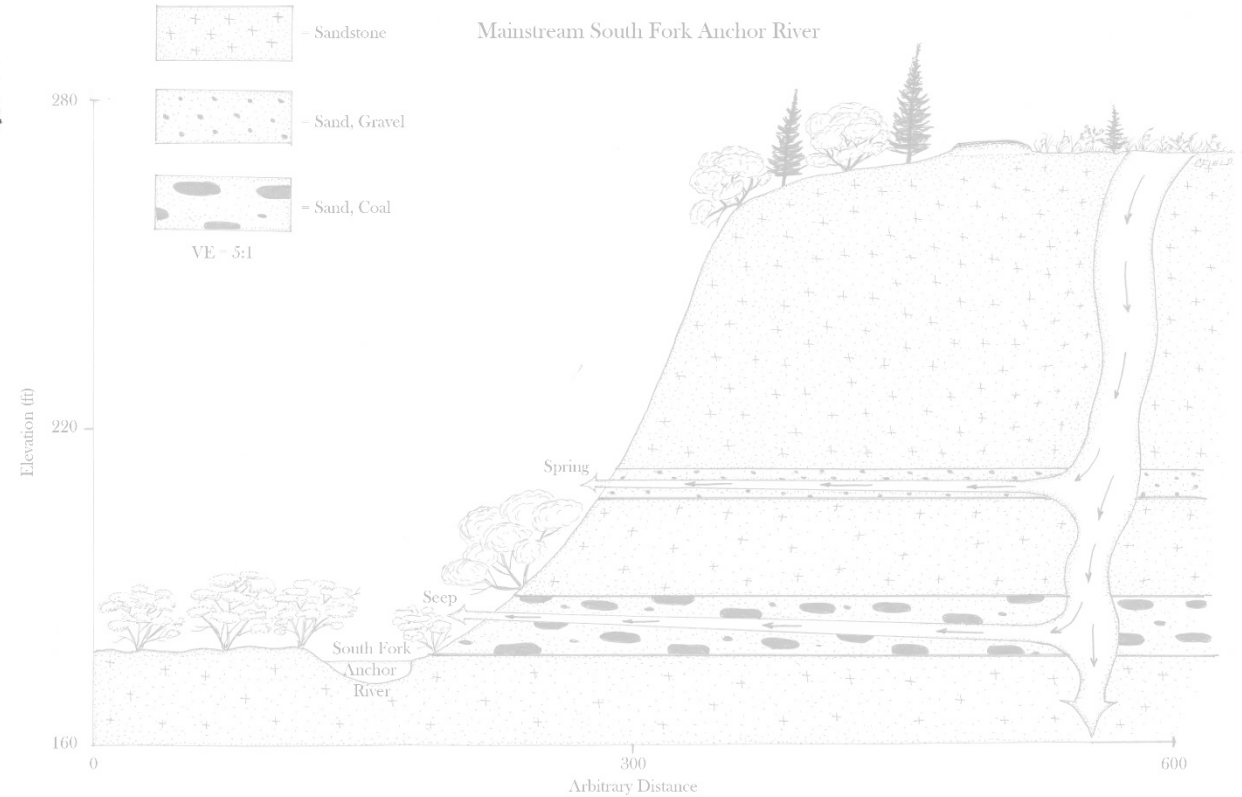 Mainstream South Fork Anchor River
= Sandstone
= Sand, Gravel
= Sand, Coal
VE = 5:1
280
220
160
Elevation (ft)
Spring
Seep
South Fork
Anchor
River
0
300
600
Arbitrary Distance